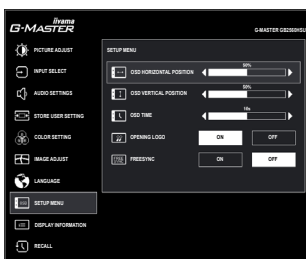 iiyama
G-MASTER
G-MASTER GB2560HSU
PICTURE ADJUST
INPUT SELECT
AUDIO SETTINGS
STORE USER SETTING
COLOR SETTING
IMAGE ADJUST
LANGUAGE
SETUP MENU
DISPLAY INFORMATION
RECALL
SETUP MENU
OSD HORIZONTAL POSITION
50%
OSD VERTICAL POSITION
50%
OSD TIME
10s
OPENING LOGO
ON
OFF
FREESYNC
ON
OFF